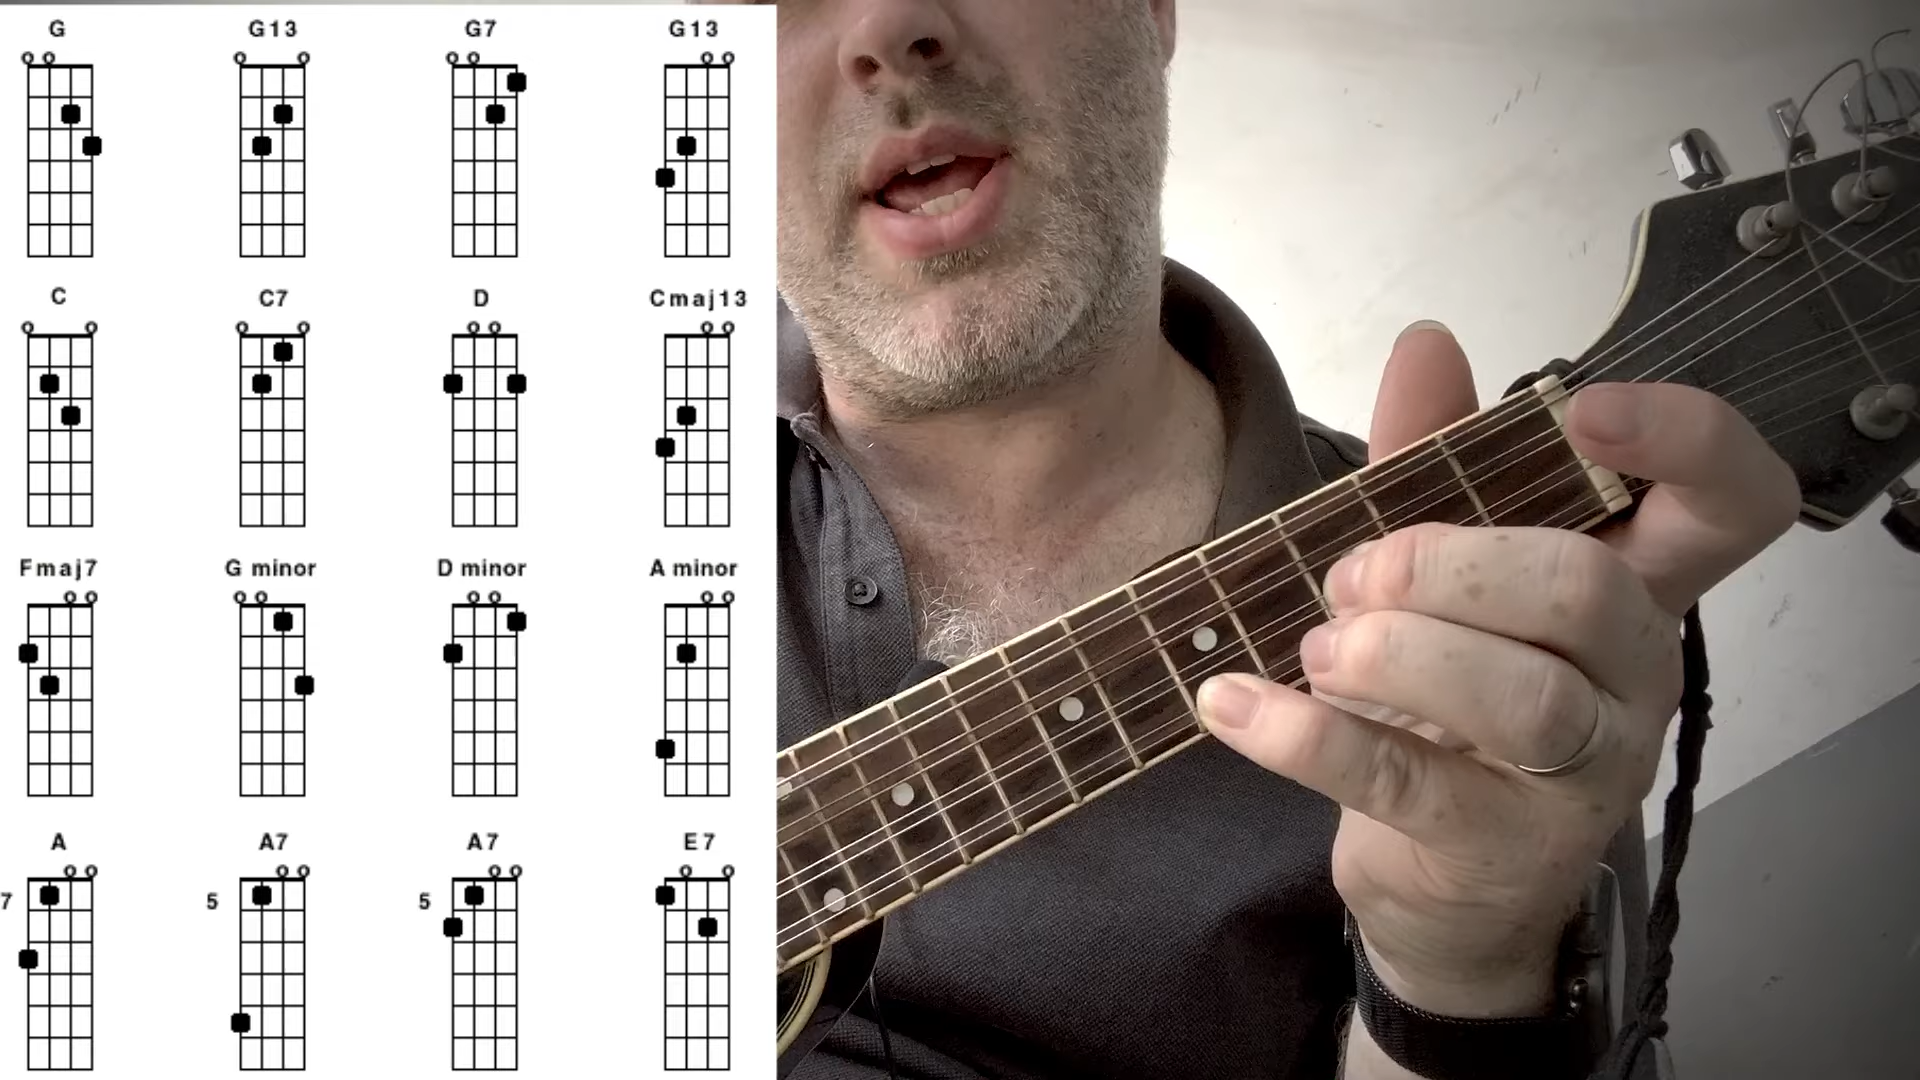 G G13 G7 G13
C C7 D Cmaj13
Fmaj7 G minor D minor A minor
A A7 A7 E7
7 5 5